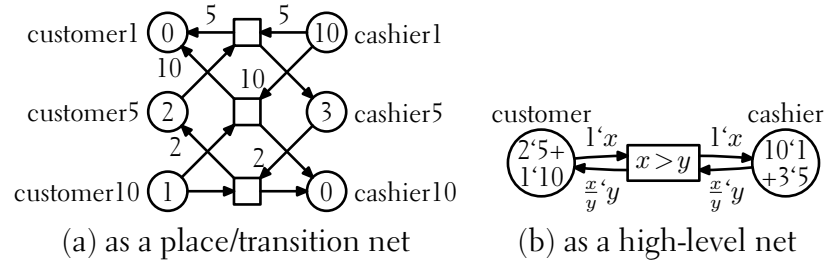 5 5
customer1 0 10 cashier1
10 10
customer5 2 3 cashier5
2 2
customer10 1 0 cashier10
(a) as a place/transition net
customer cashier
2‘5+ 1‘x x > y 1‘x 10‘1
1‘10 x/y‘y x/y‘y +3‘5
(b) as a high-level net